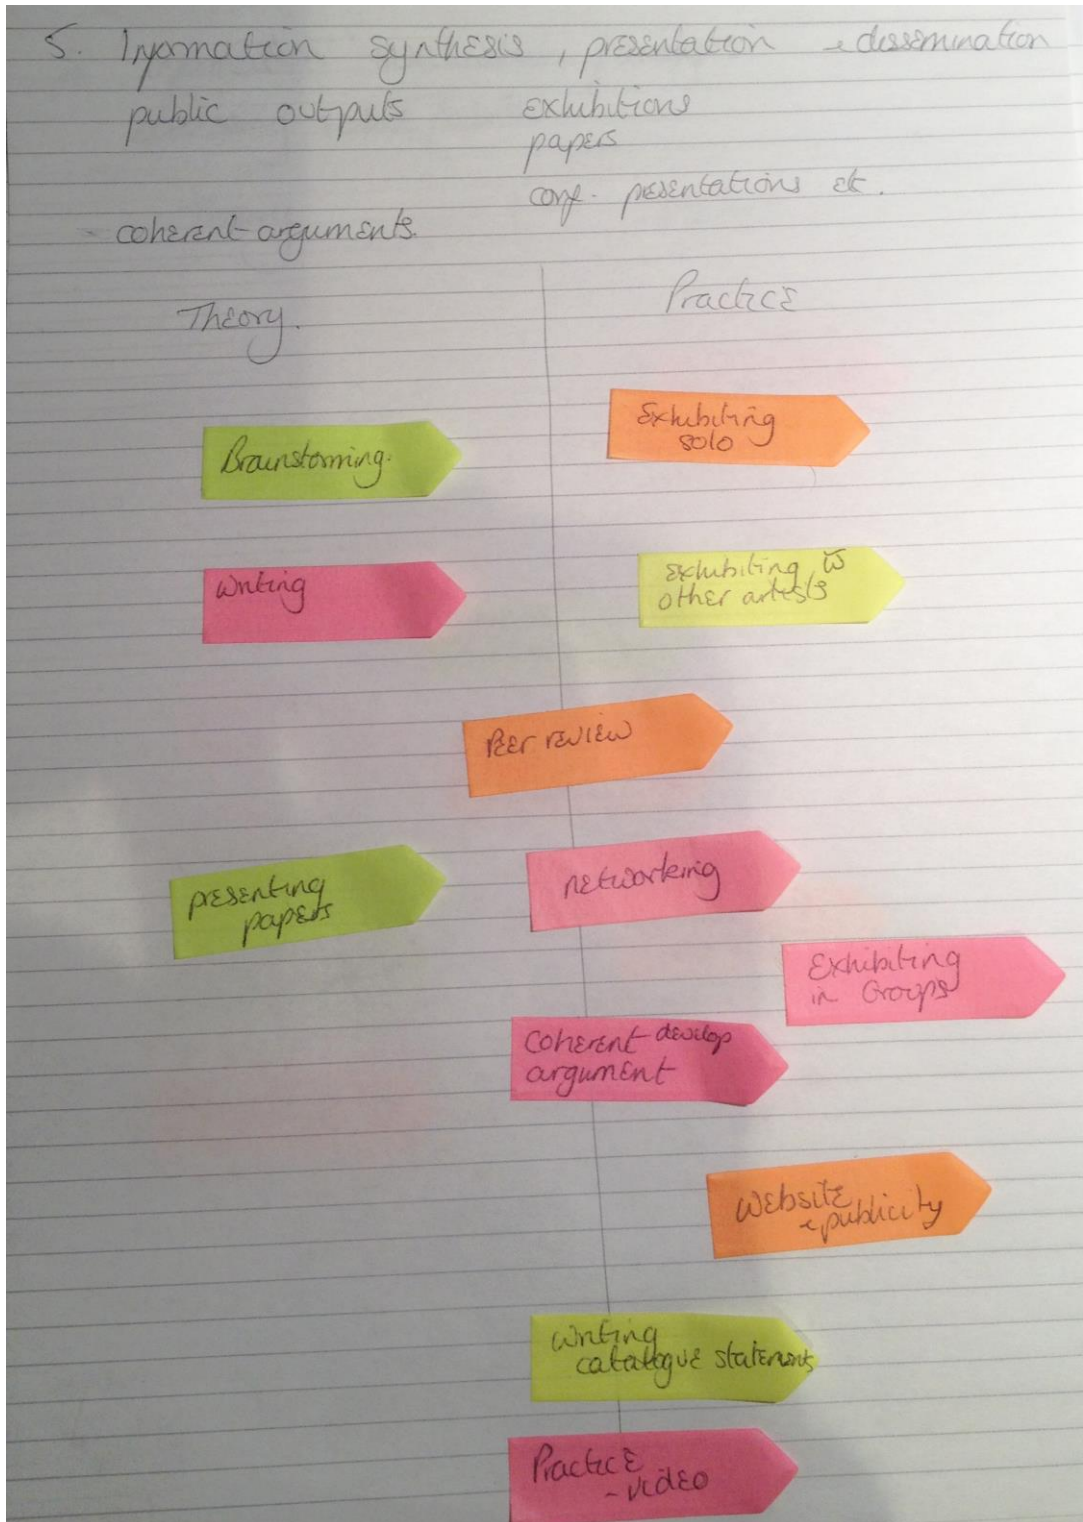 5. Information synthesis, presentation + dissemination
public outputs exhibitions
papers
conf. presentations etc.
- coherent arguments.
Theory. Practice
Exhibiting
solo
Brainstorming.
writing
exhibiting w
other artists
Peer review
networking
presenting
papers
Exhibiting
in Groups
Coherent develop
argument
Website
+ publicity
Writing
catalogue statements
Practice
- video